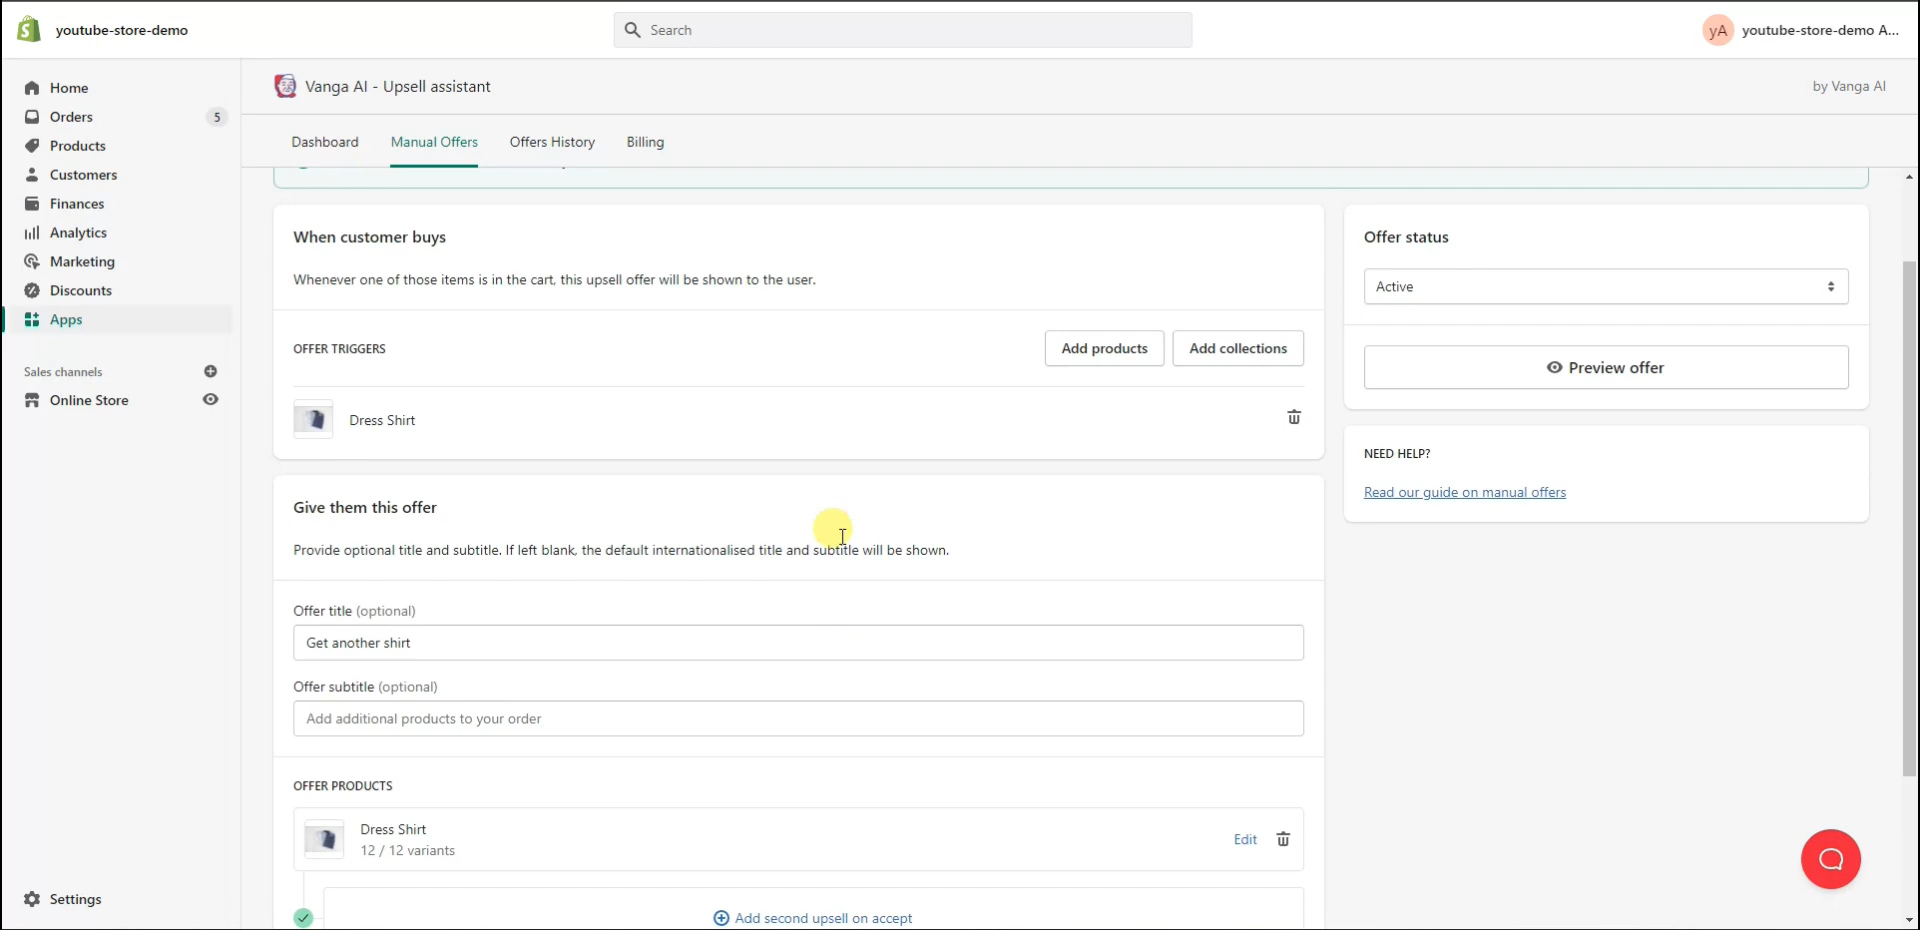 youtube-store-demo
Search
yA youtube-store-demo A...
Home
Orders 5
Products
Customers
Finances
Analytics
Marketing
Discounts
Apps
Sales channels
Online Store
Settings
Vanga AI - Upsell assistant
by Vanga AI
Dashboard Manual Offers Offers History Billing
When customer buys
Whenever one of those items is in the cart, this upsell offer will be shown to the user.
OFFER TRIGGERS
Add products Add collections
Dress Shirt
Give them this offer
Provide optional title and subtitle. If left blank, the default internationalised title and subtitle will be shown.
Offer title (optional)
Get another shirt
Offer subtitle (optional)
Add additional products to your order
OFFER PRODUCTS
Dress Shirt
12 / 12 variants
Edit
Add second upsell on accept
Offer status
Active
Preview offer
NEED HELP?
Read our guide on manual offers